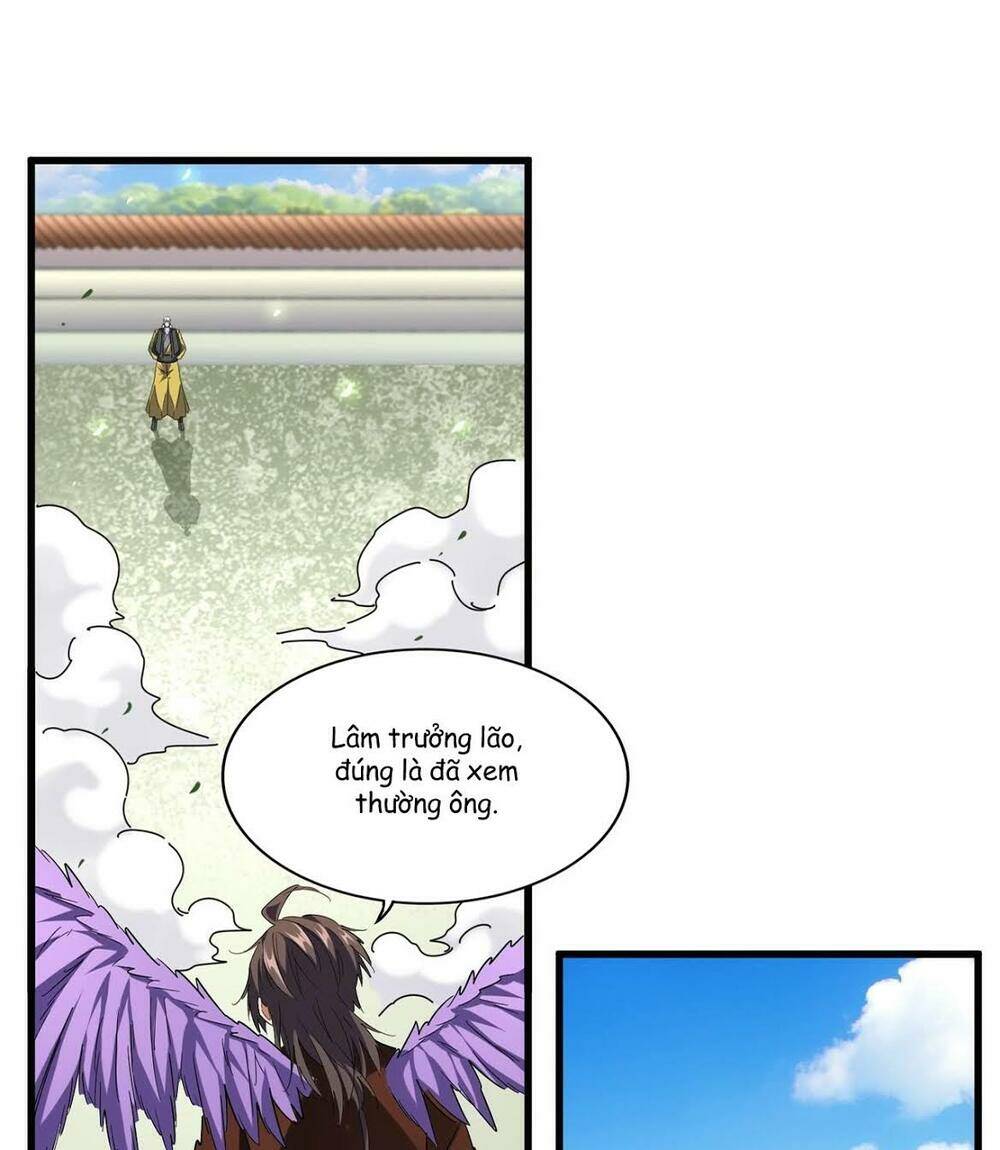 Lâm trưởng lão,
đúng là đã xem
thường ông.